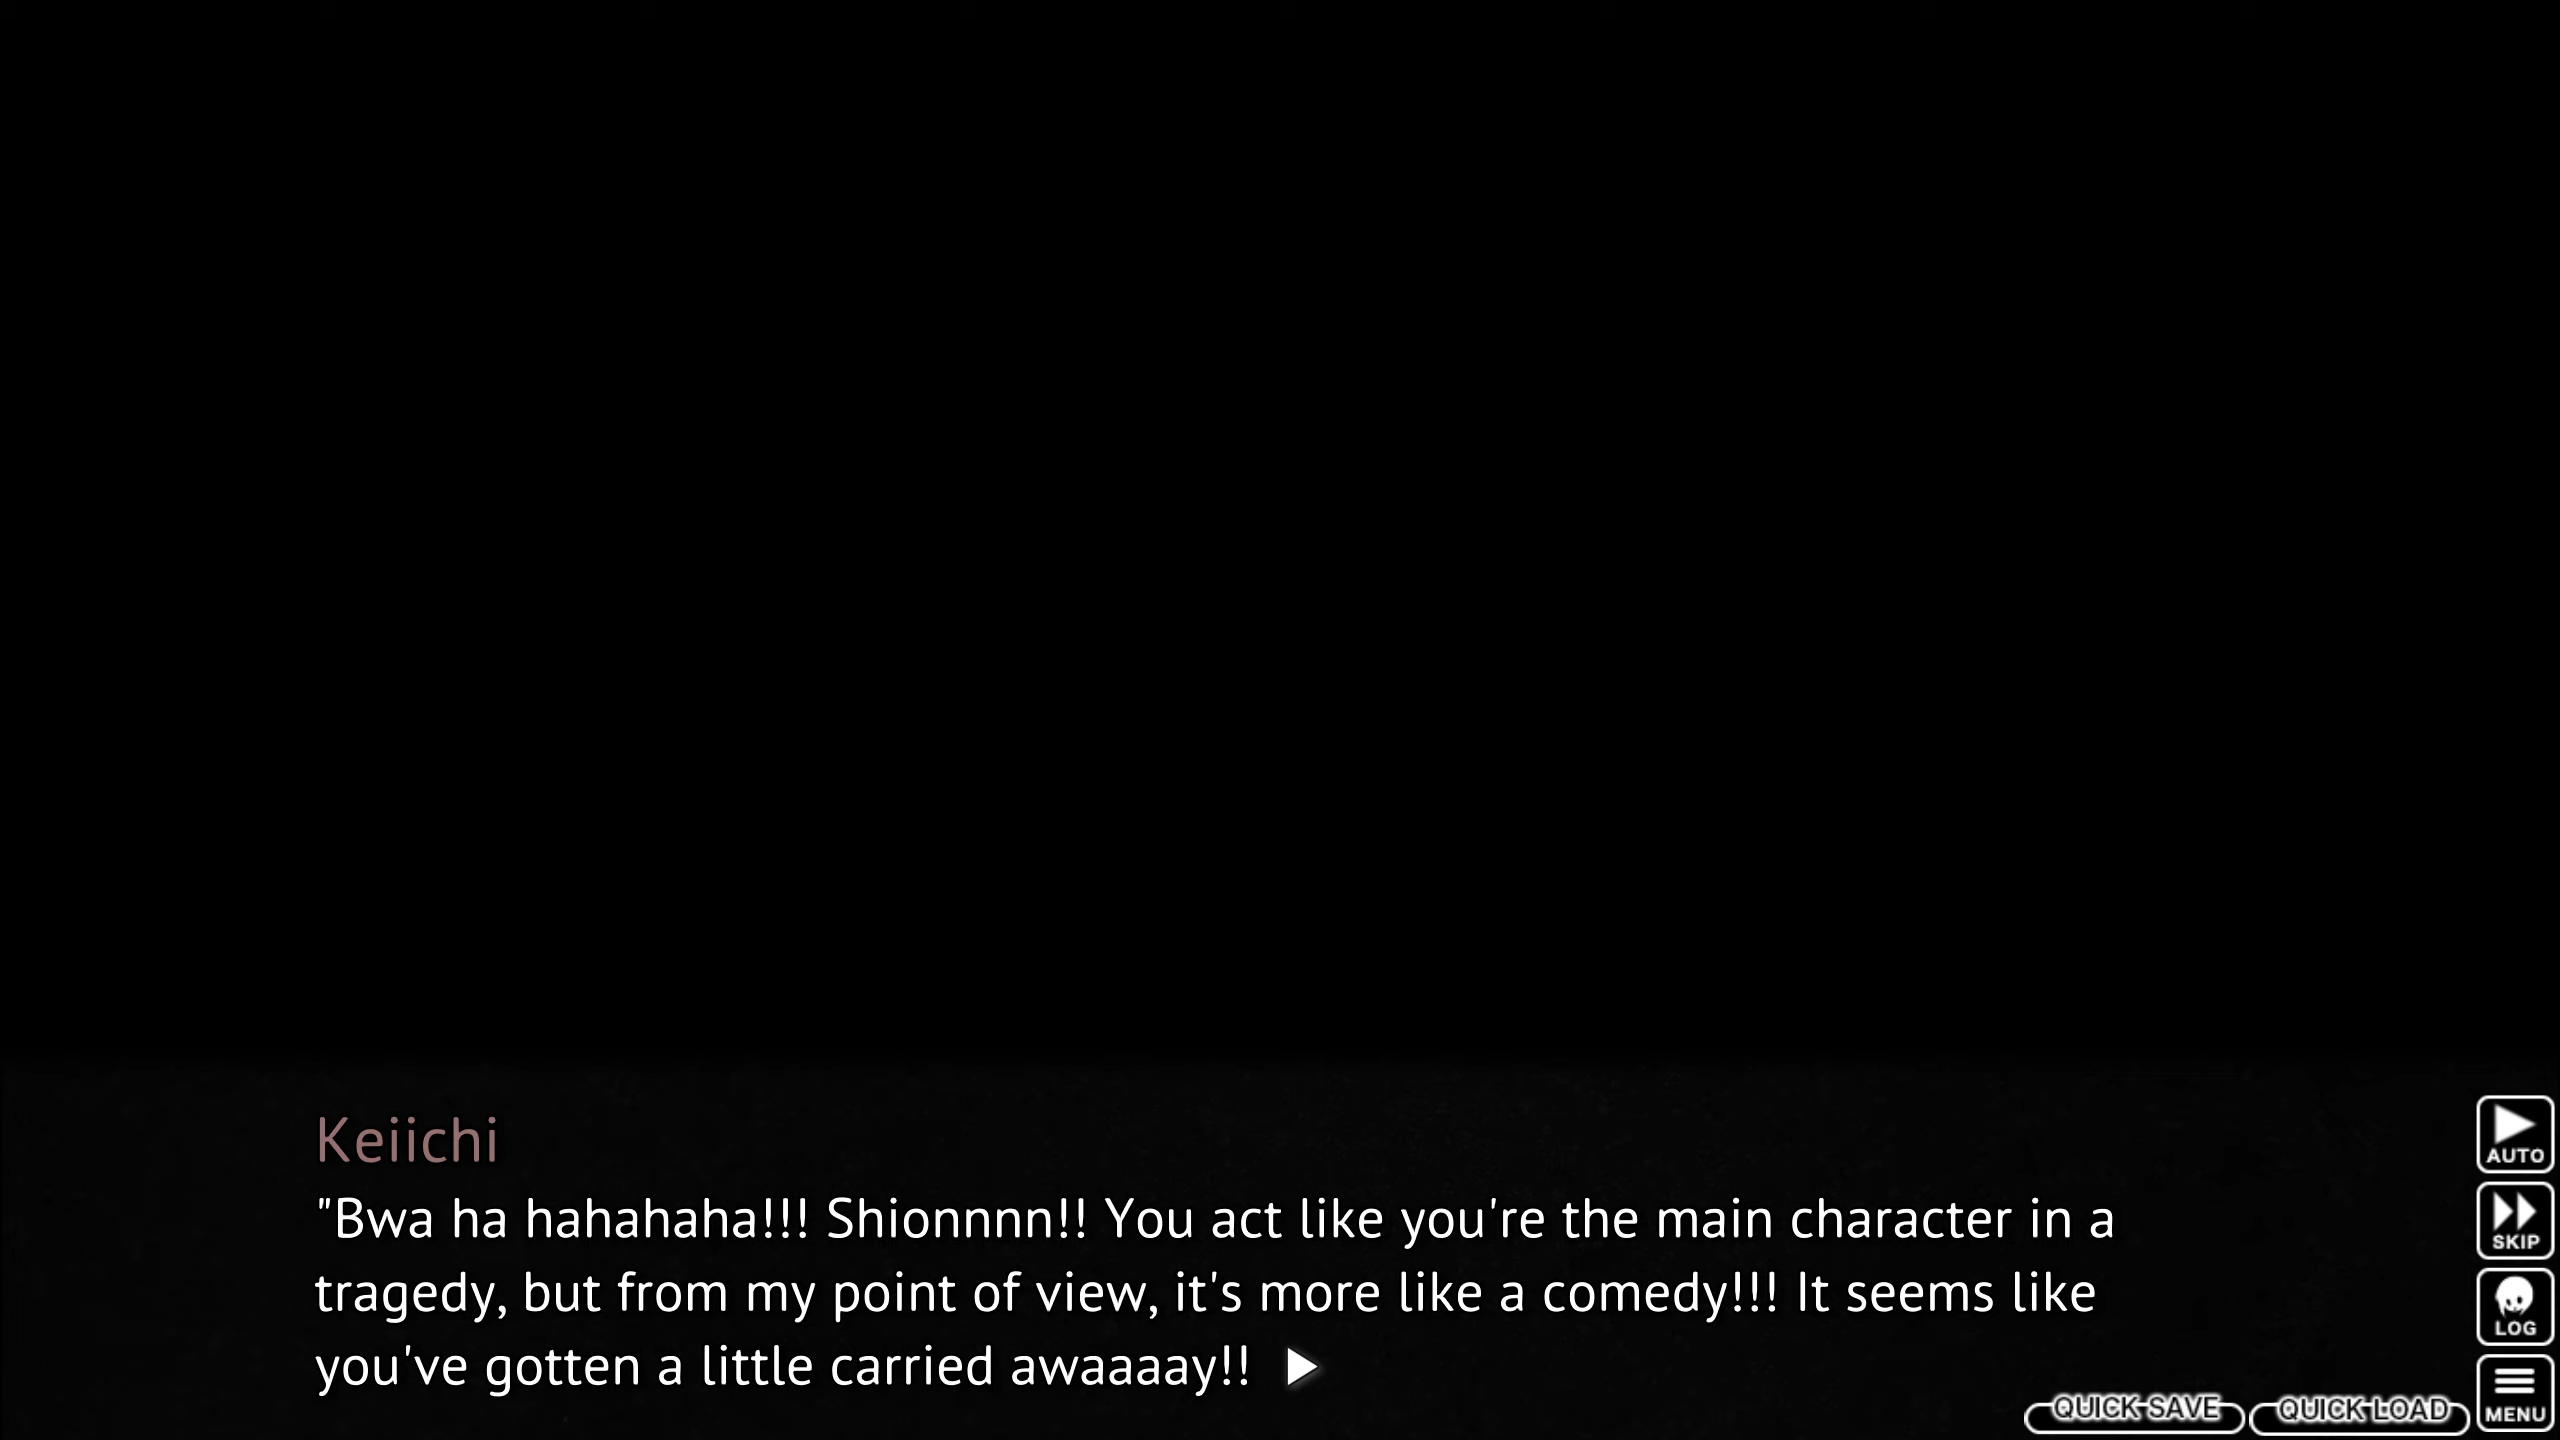 Keiichi
"Bwa ha hahahaha!!! Shionnnn!! You act like you're the main character in a
tragedy, but from my point of view, it's more like a comedy!!! It seems like
you've gotten a little carried awaaaay!!
AUTO
SKIP
LOG
MENU
QUICK SAVE
QUICK LOAD